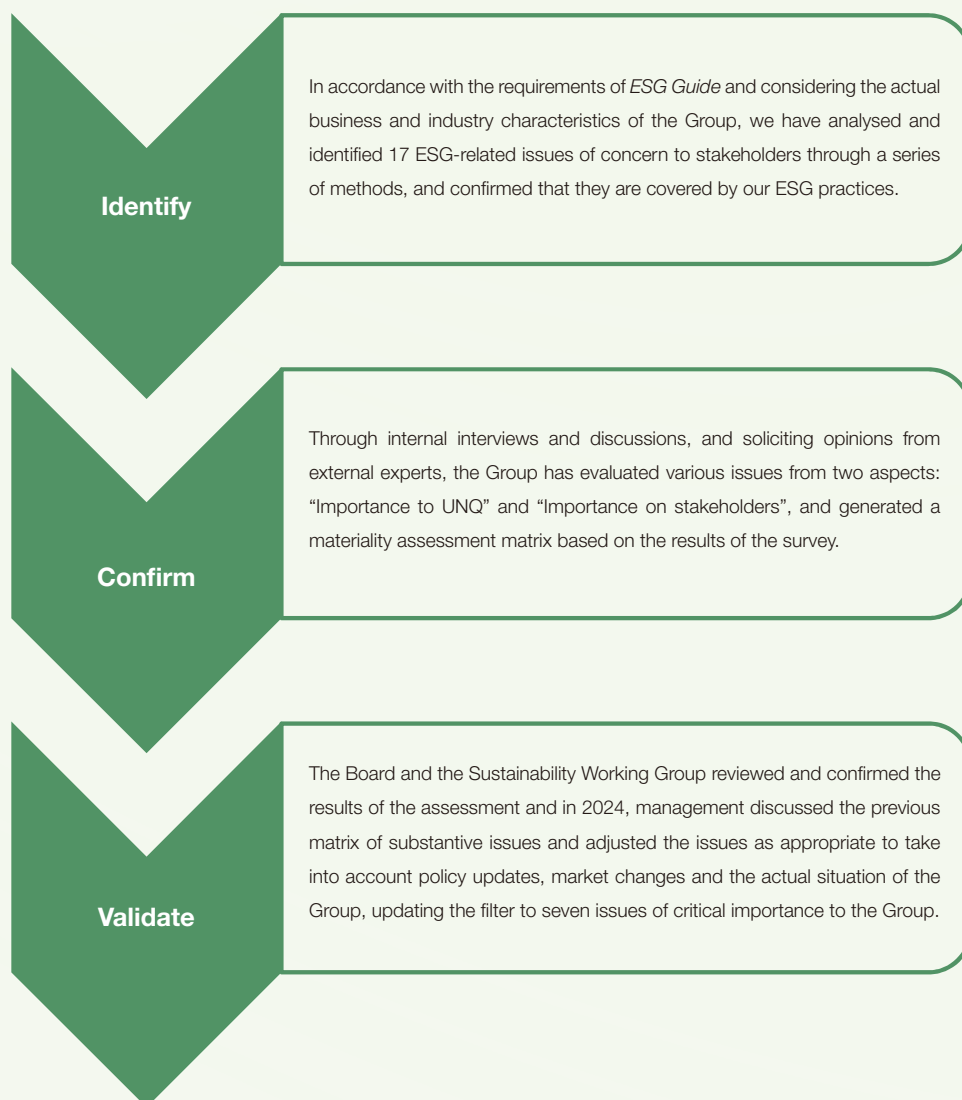 Identify
In accordance with the requirements of ESG Guide and considering the actual
business and industry characteristics of the Group, we have analysed and
identified 17 ESG-related issues of concern to stakeholders through a series
of methods, and confirmed that they are covered by our ESG practices.
Confirm
Through internal interviews and discussions, and soliciting opinions from
external experts, the Group has evaluated various issues from two aspects:
“Importance to UNQ” and “Importance on stakeholders”, and generated a
materiality assessment matrix based on the results of the survey.
Validate
The Board and the Sustainability Working Group reviewed and confirmed the
results of the assessment and in 2024, management discussed the previous
matrix of substantive issues and adjusted the issues as appropriate to take
into account policy updates, market changes and the actual situation of the
Group, updating the filter to seven issues of critical importance to the Group.